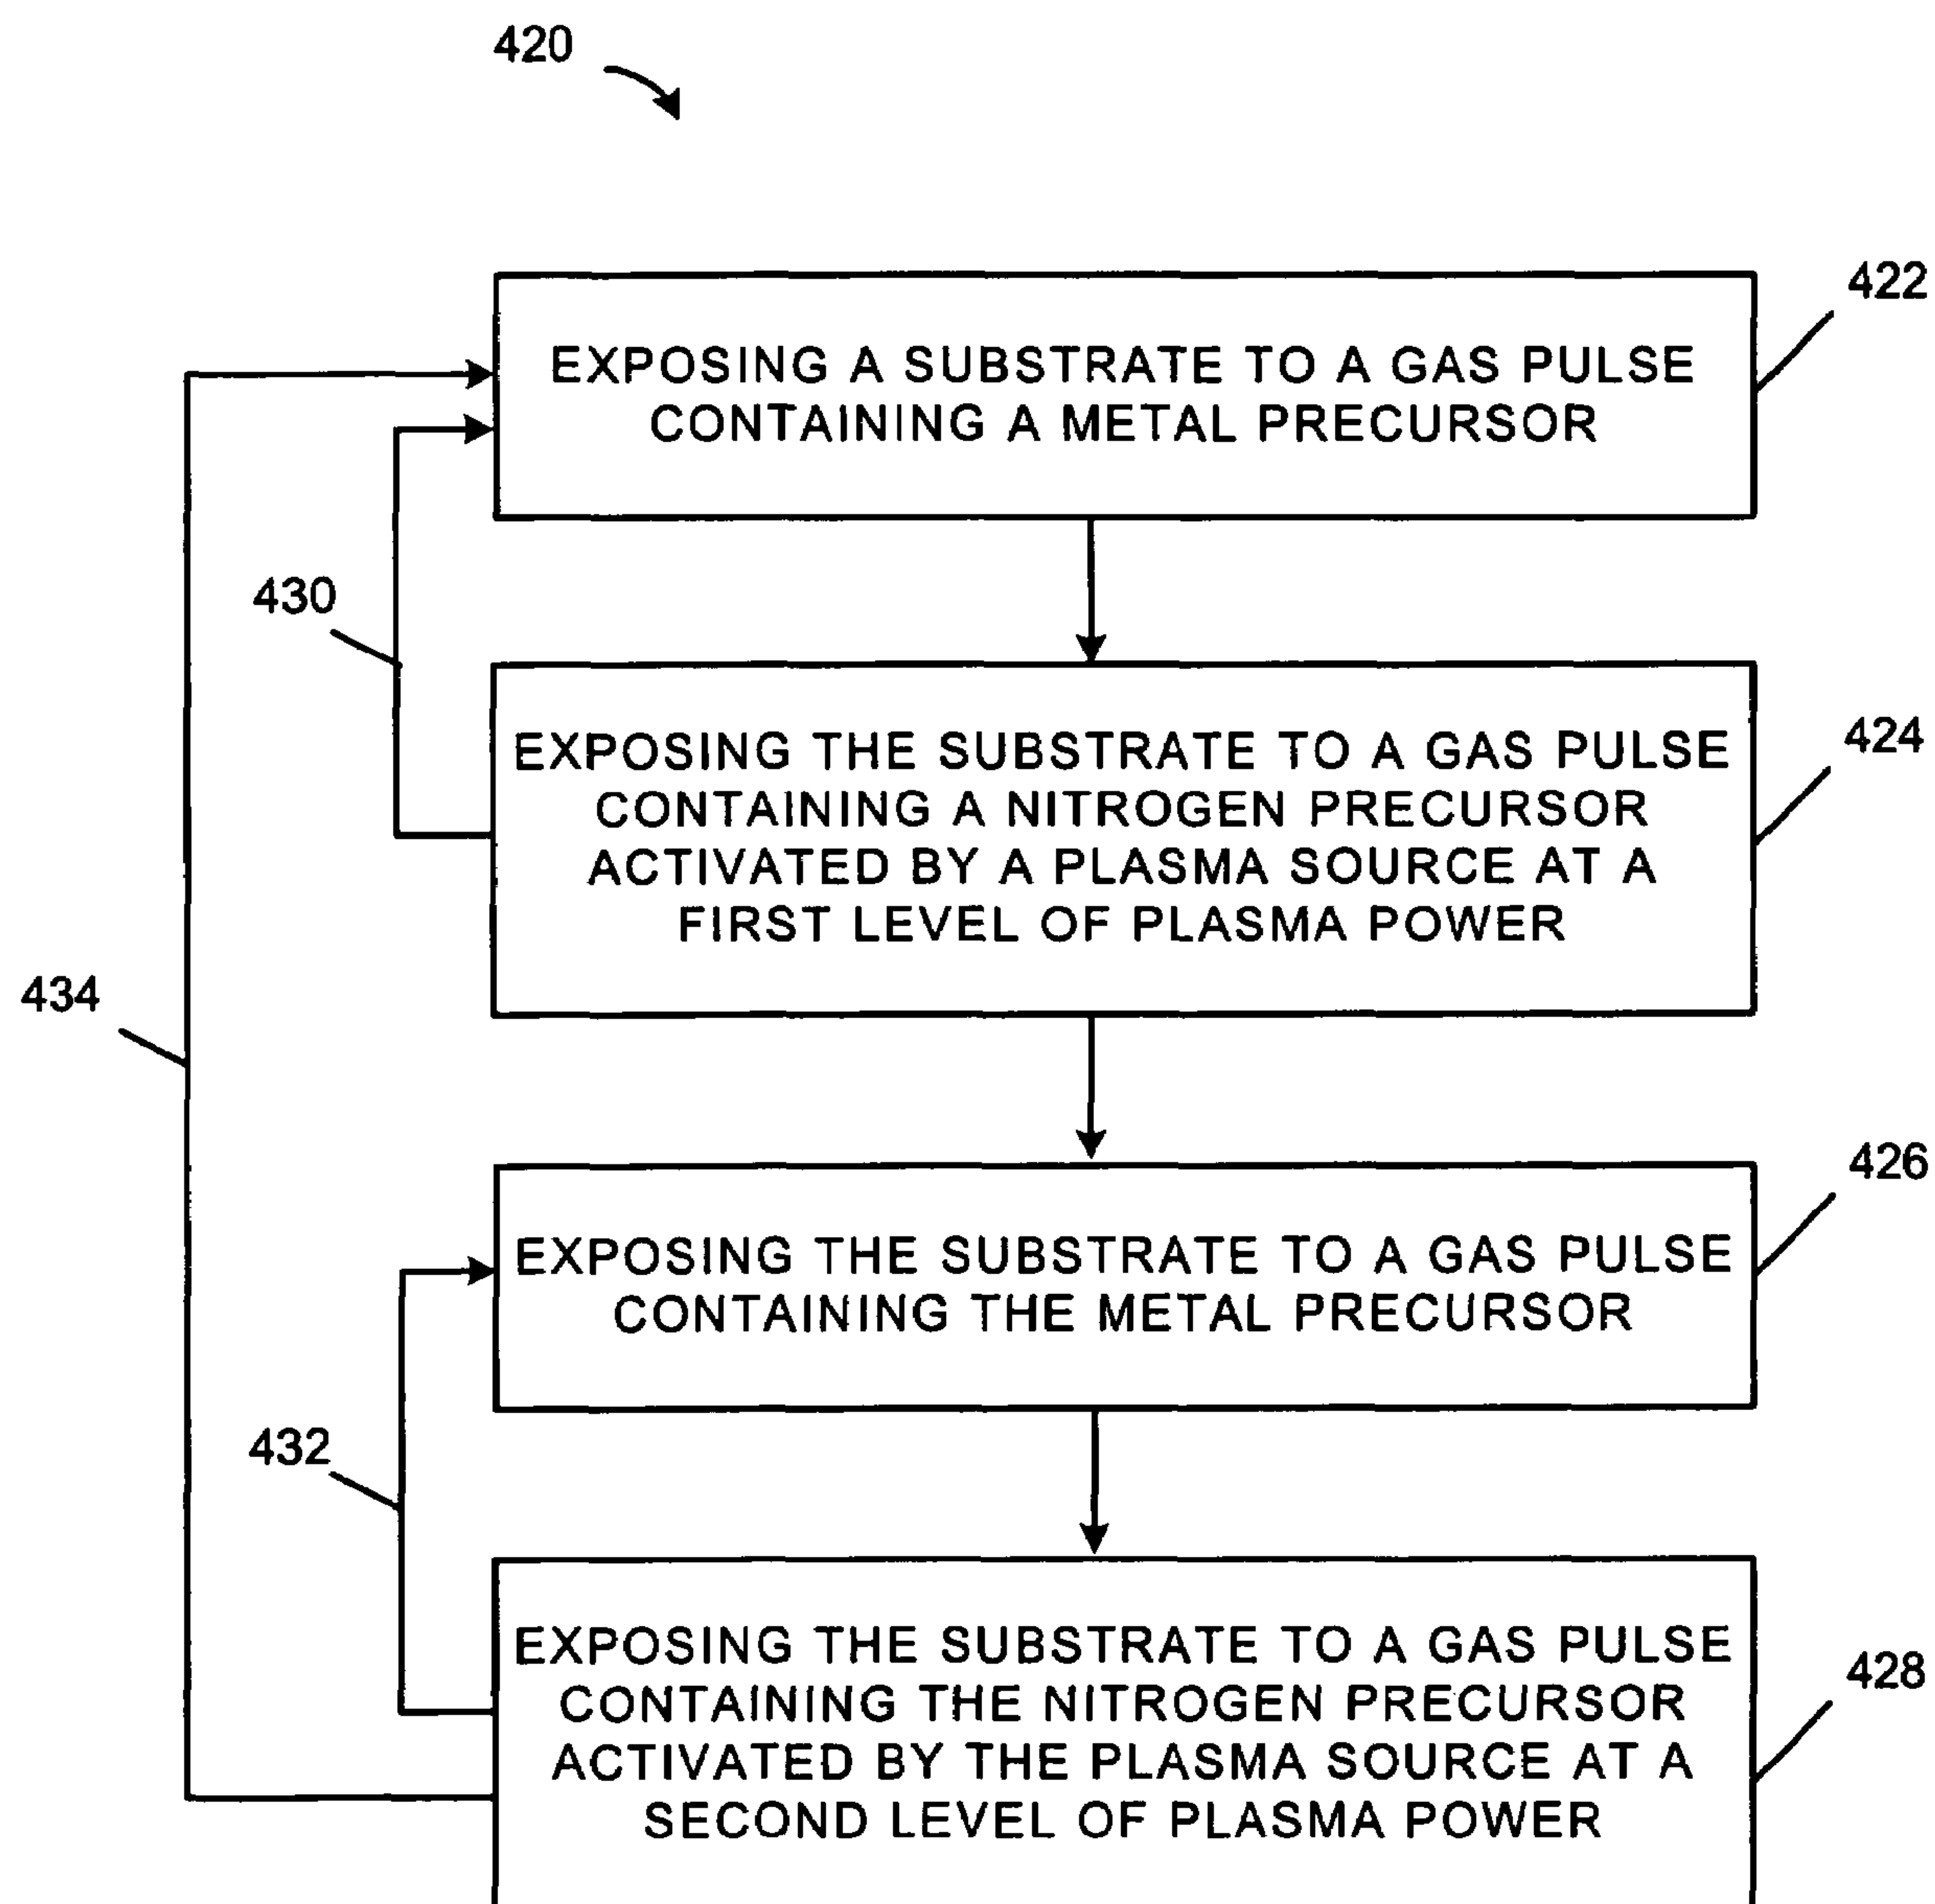 420
422
EXPOSING A SUBSTRATE TO A GAS PULSE
CONTAINING A METAL PRECURSOR
430
424
EXPOSING THE SUBSTRATE TO A GAS PULSE
CONTAINING A NITROGEN PRECURSOR
ACTIVATED BY A PLASMA SOURCE AT A
FIRST LEVEL OF PLASMA POWER
434
426
EXPOSING THE SUBSTRATE TO A GAS PULSE
CONTAINING THE METAL PRECURSOR
432
428
EXPOSING THE SUBSTRATE TO A GAS PULSE
CONTAINING THE NITROGEN PRECURSOR
ACTIVATED BY THE PLASMA SOURCE AT A
SECOND LEVEL OF PLASMA POWER